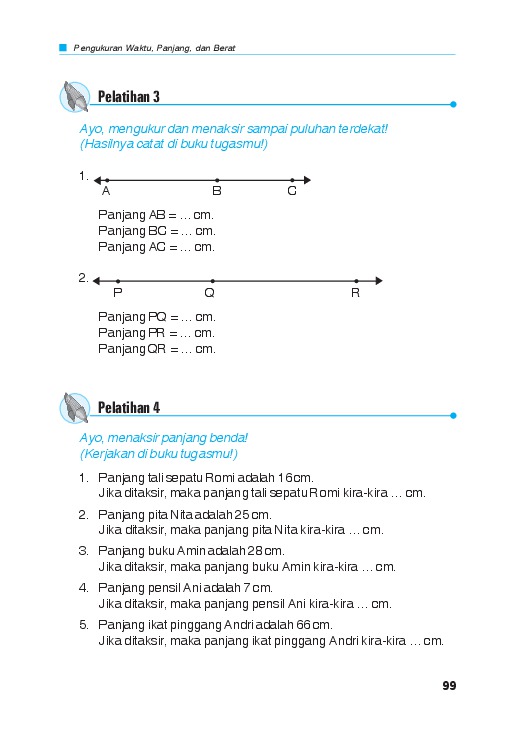 Pengukuran Waktu, Panjang, dan Berat
Pelatihan 3
Ayo, mengukur dan menaksir sampai puluhan terdekat!
(Hasilnya catat di buku tugasmu!)
1.
A B C
Panjang AB = ... cm.
Panjang BC = ... cm.
Panjang AC = ... cm.
2.
P Q R
Panjang PQ = ... cm.
Panjang PR = ... cm.
Panjang QR = ... cm.
Pelatihan 4
Ayo, menaksir panjang benda!
(Kerjakan di buku tugasmu!)
1. Panjang tali sepatu Romi adalah 16 cm.
Jika ditaksir, maka panjang tali sepatu Romi kira-kira ... cm.
2. Panjang pita Nita adalah 25 cm.
Jika ditaksir, maka panjang pita Nita kira-kira ... cm.
3. Panjang buku Amin adalah 28 cm.
Jika ditaksir, maka panjang buku Amin kira-kira ... cm.
4. Panjang pensil Ani adalah 7 cm.
Jika ditaksir, maka panjang pensil Ani kira-kira ... cm.
5. Panjang ikat pinggang Andri adalah 66 cm.
Jika ditaksir, maka panjang ikat pinggang Andri kira-kira ... cm.
99